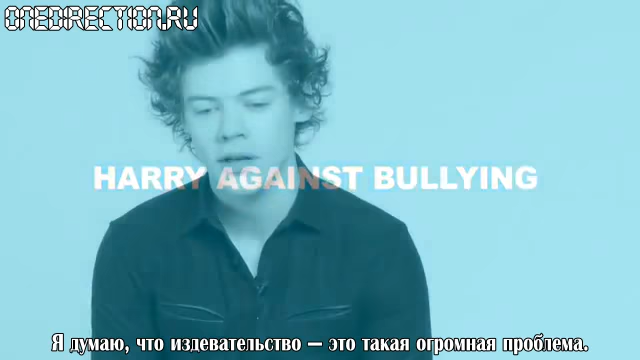 ONEDIRECTION.RU
HARRY AGAINST BULLYING
Я думаю, что издевательство — это такая огромная проблема.